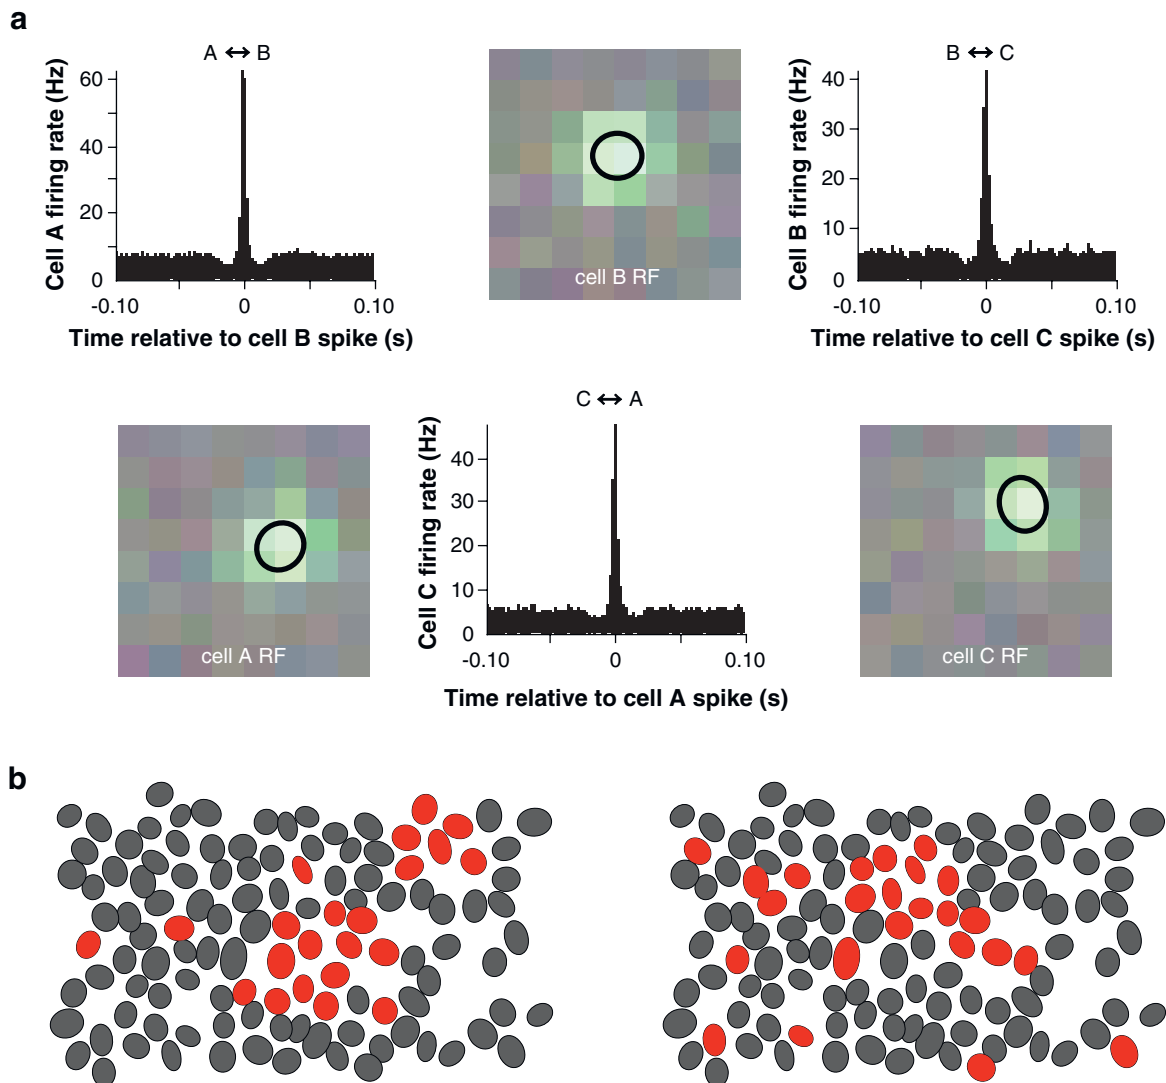 a
A ↔ B
Cell A firing rate (Hz)
60
40
20
0
-0.10
0
0.10
Time relative to cell B spike (s)
cell B RF
B ↔ C
Cell B firing rate (Hz)
40
30
20
10
0
-0.10
0
0.10
Time relative to cell C spike (s)
cell A RF
C ↔ A
Cell C firing rate (Hz)
40
30
20
10
0
-0.10
0
0.10
Time relative to cell A spike (s)
cell C RF
b